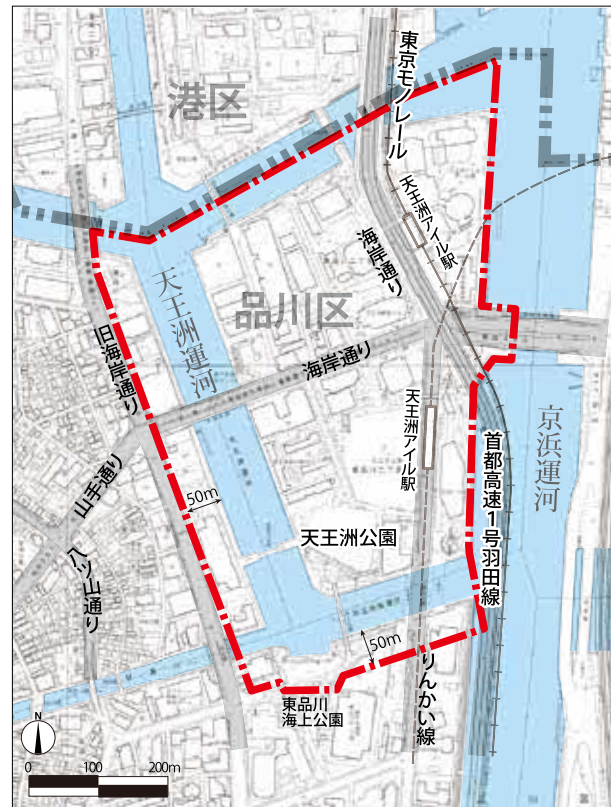 東京モノレール
港区
天王洲アイル駅
海岸通り
品川区
天王洲運河
旧海岸通り
海岸通り
天王洲アイル駅
京浜運河
山手通り
首都高速1号羽田線
50m
天王洲公園
八ツ山通り
50m
りんかい線
東品川
海上公園
N
0 100 200m